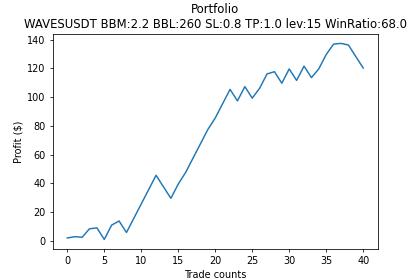 Portfolio
WAVESUSDT BBM:2.2 BBL:260 SL:0.8 TP:1.0 lev:15 WinRatio:68.0
140
120
100
80
60
40
20
0
Profit ($)
0 5 10 15 20 25 30 35 40
Trade counts